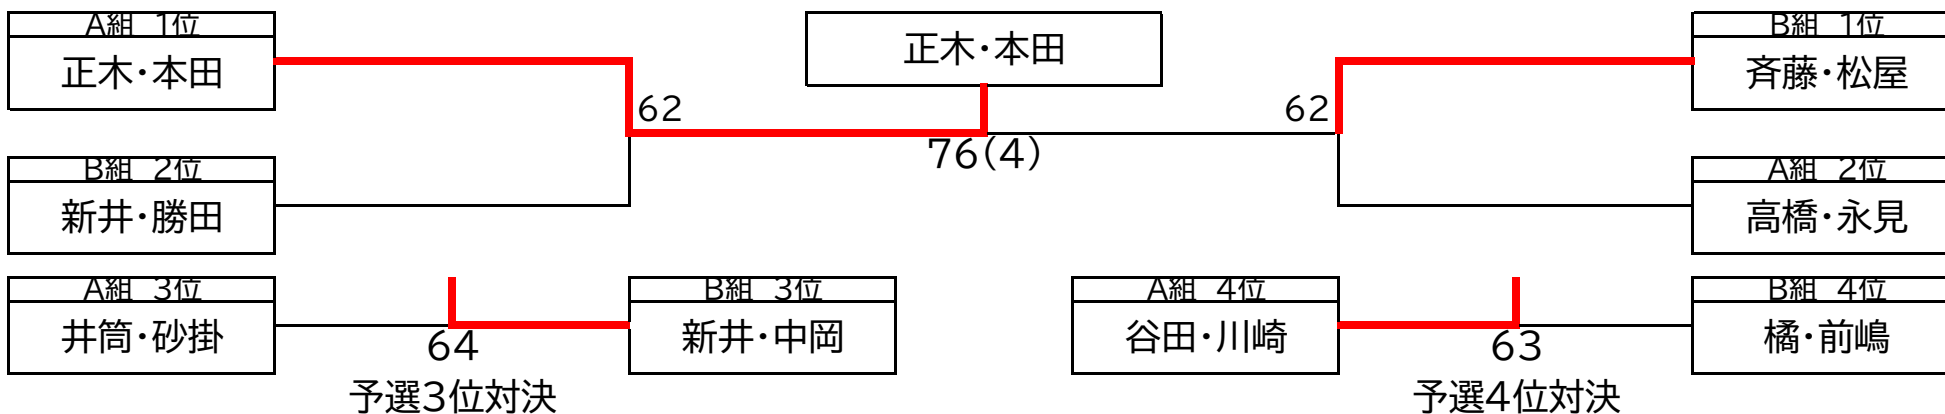 A組 1位
正木・本田
正木・本田
B組 1位
斉藤・松屋
62
62
76(4)
B組 2位
新井・勝田
A組 2位
高橋・永見
A組 3位
井筒・砂掛
B組 3位
新井・中岡
A組 4位
谷田・川崎
B組 4位
橘・前嶋
64
63
予選3位対決
予選4位対決